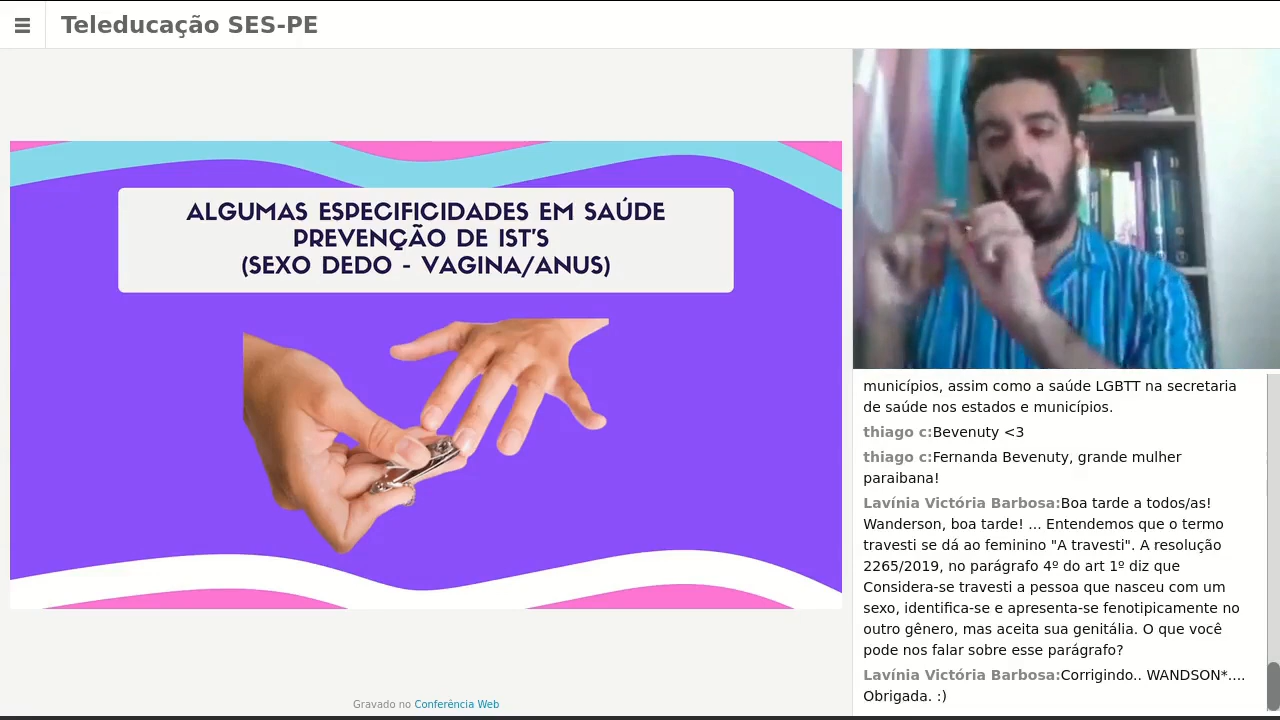 Teleducação SES-PE
ALGUMAS ESPECIFICIDADES EM SAÚDE
PREVENÇÃO DE IST'S
(SEXO DEDO - VAGINA/ANUS)
Gravado no Conferência Web
municípios, assim como a saúde LGBTT na secretaria
de saúde nos estados e municípios.
thiago c:Bevenuty <3
thiago c:Fernanda Bevenuty, grande mulher
paraibana!
Lavínia Victória Barbosa:Boa tarde a todos/as!
Wanderson, boa tarde! ... Entendemos que o termo
travesti se dá ao feminino "A travesti". A resolução
2265/2019, no parágrafo 4º do art 1º diz que
Considera-se travesti a pessoa que nasceu com um
sexo, identifica-se e apresenta-se fenotipicamente no
outro gênero, mas aceita sua genitália. O que você
pode nos falar sobre esse parágrafo?
Lavínia Victória Barbosa:Corrigindo.. WANDSON*....
Obrigada. :)